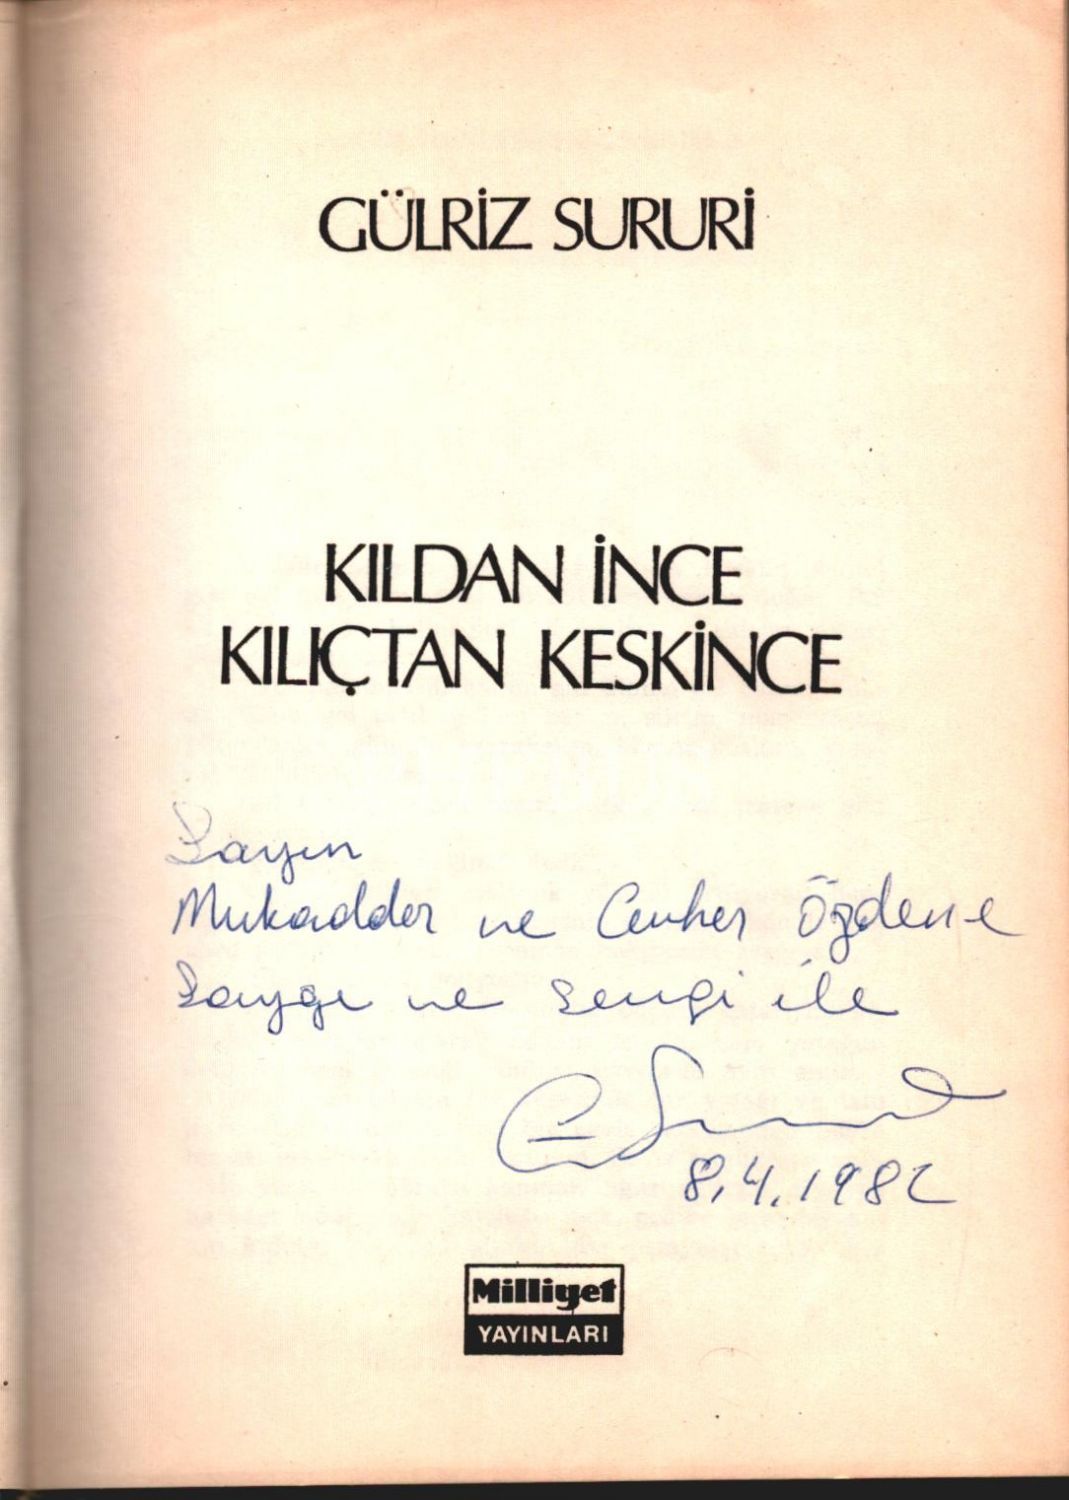 GÜLRİZ SURURİ
KILDAN İNCE
KILIÇTAN KESKİNCE
Sayın
Mukadder ve Cevher Özden'e
Saygı ve sevgi ile
8.4.1982
Milliyet
YAYINLARI